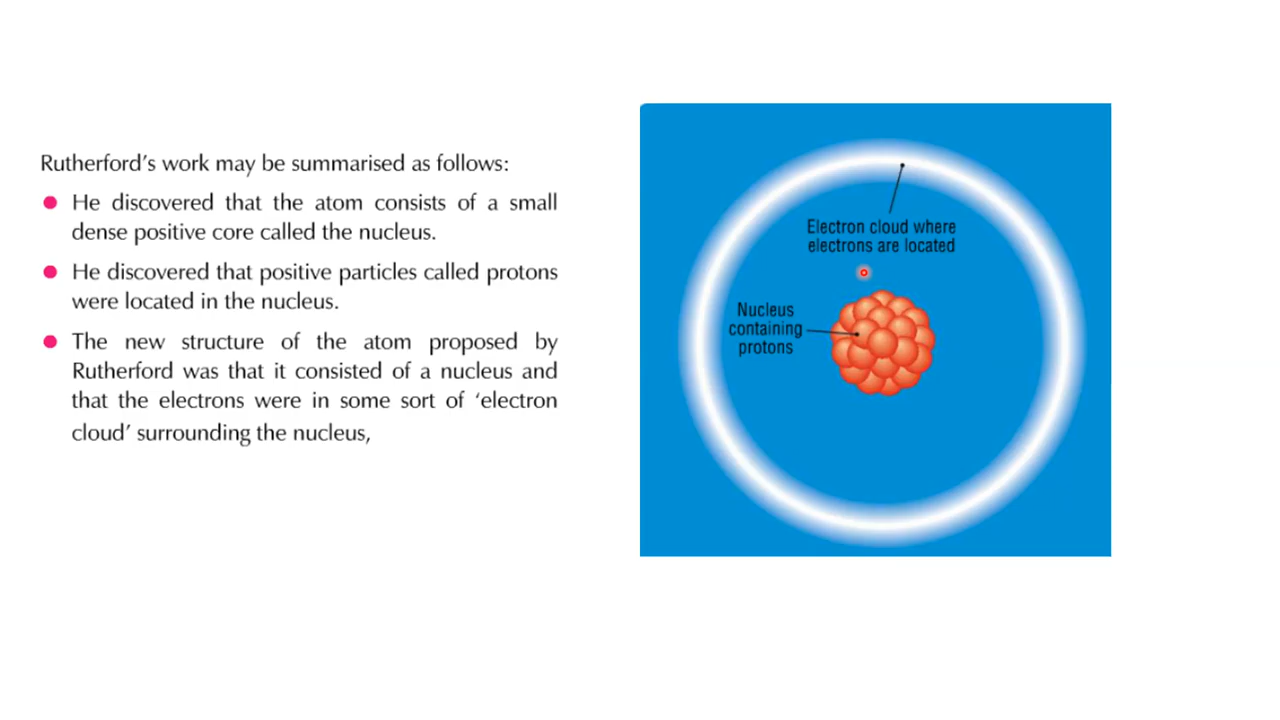 Rutherford’s work may be summarised as follows:
● He discovered that the atom consists of a small
dense positive core called the nucleus.
● He discovered that positive particles called protons
were located in the nucleus.
● The new structure of the atom proposed by
Rutherford was that it consisted of a nucleus and
that the electrons were in some sort of ‘electron
cloud’ surrounding the nucleus,
Electron cloud where
electrons are located
Nucleus
containing
protons